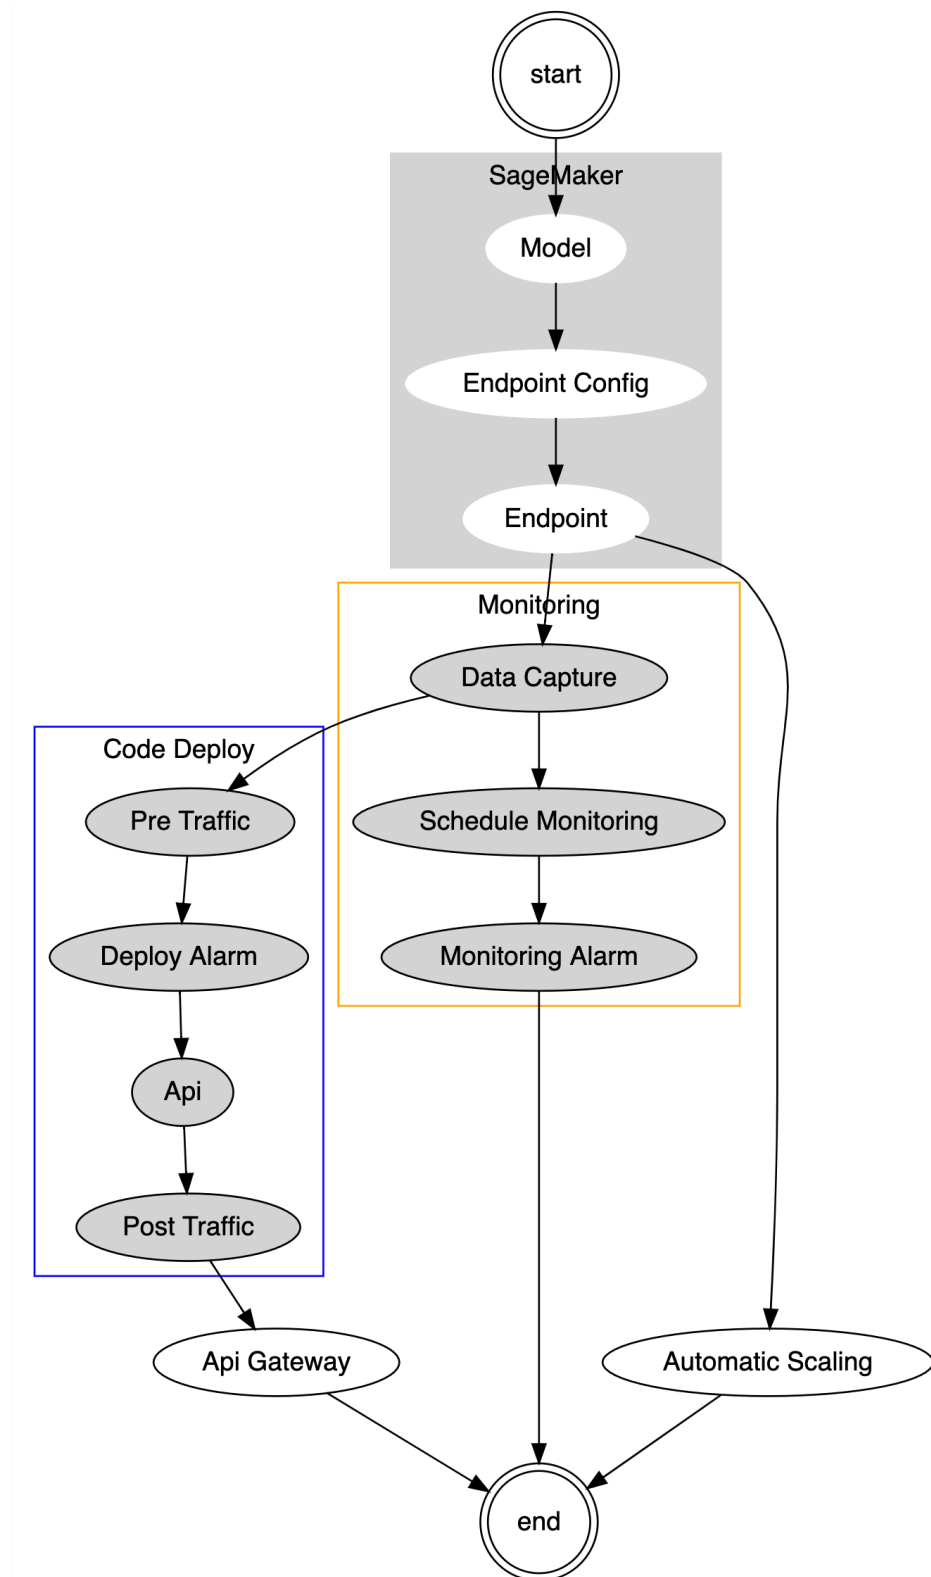 start
SageMaker
Model
Endpoint Config
Endpoint
Monitoring
Data Capture
Code Deploy
Pre Traffic
Schedule Monitoring
Deploy Alarm
Monitoring Alarm
Api
Post Traffic
Api Gateway
Automatic Scaling
end